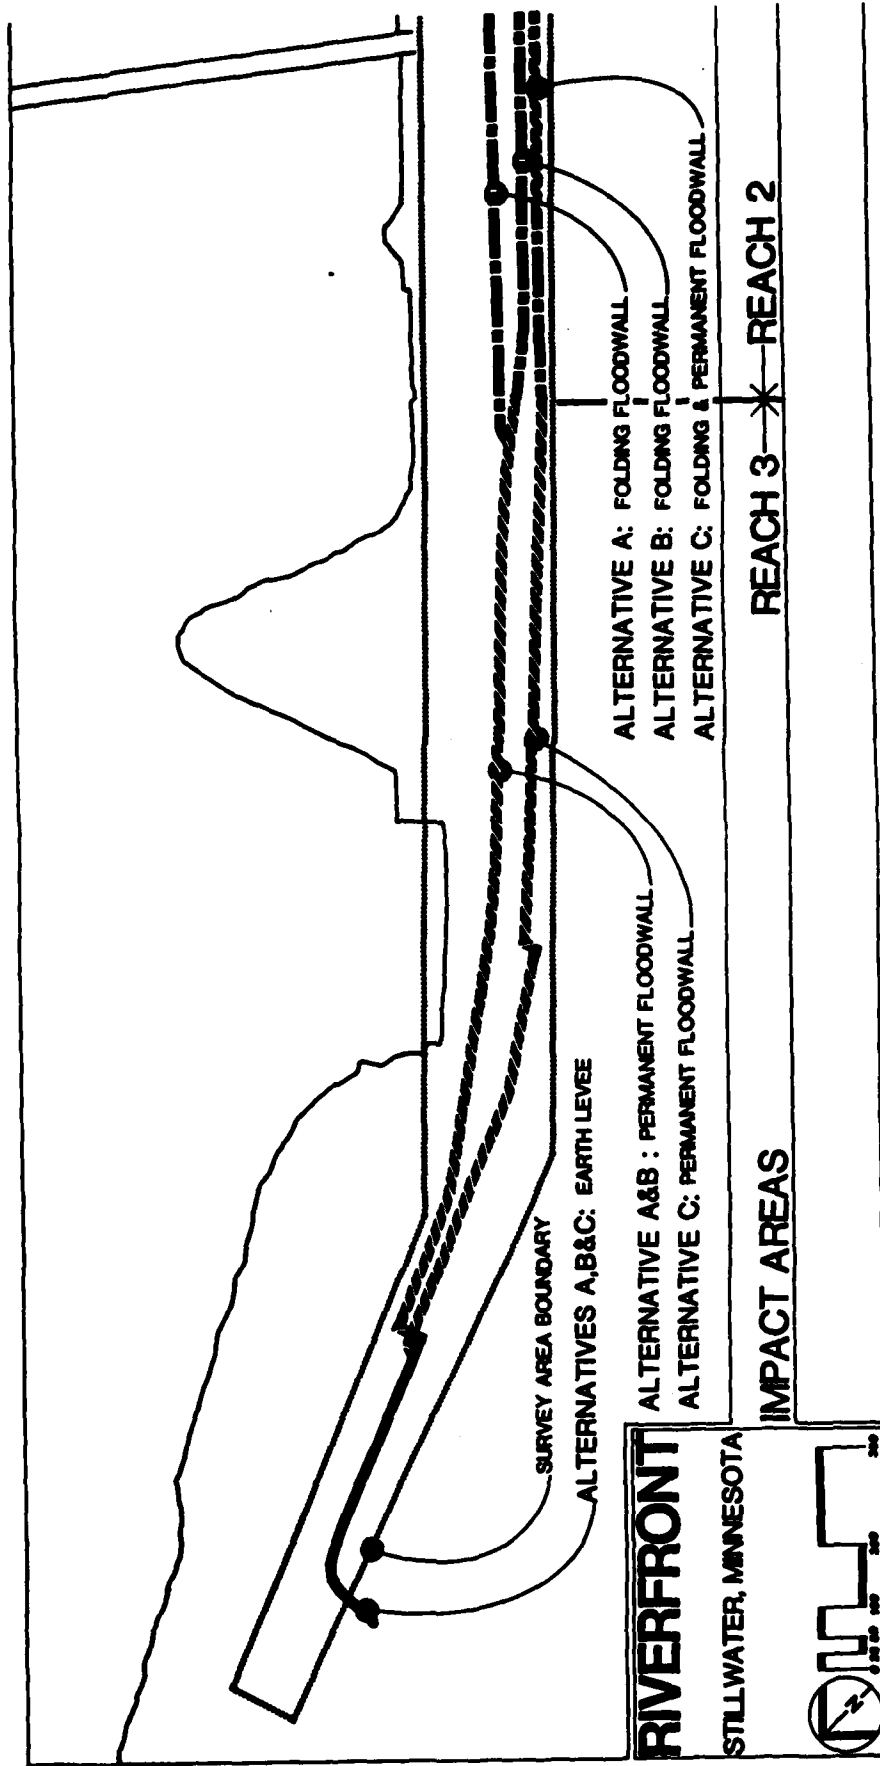 SURVEY AREA BOUNDARY
ALTERNATIVES A,B&C: EARTH LEVEE
ALTERNATIVE A&B : PERMANENT FLOODWALL
ALTERNATIVE C: PERMANENT FLOODWALL
ALTERNATIVE A: FOLDING FLOODWALL
ALTERNATIVE B: FOLDING FLOODWALL
ALTERNATIVE C: FOLDING & PERMANENT FLOODWALL
REACH 3
REACH 2
RIVERFRONT
STILLWATER, MINNESOTA
IMPACT AREAS
N